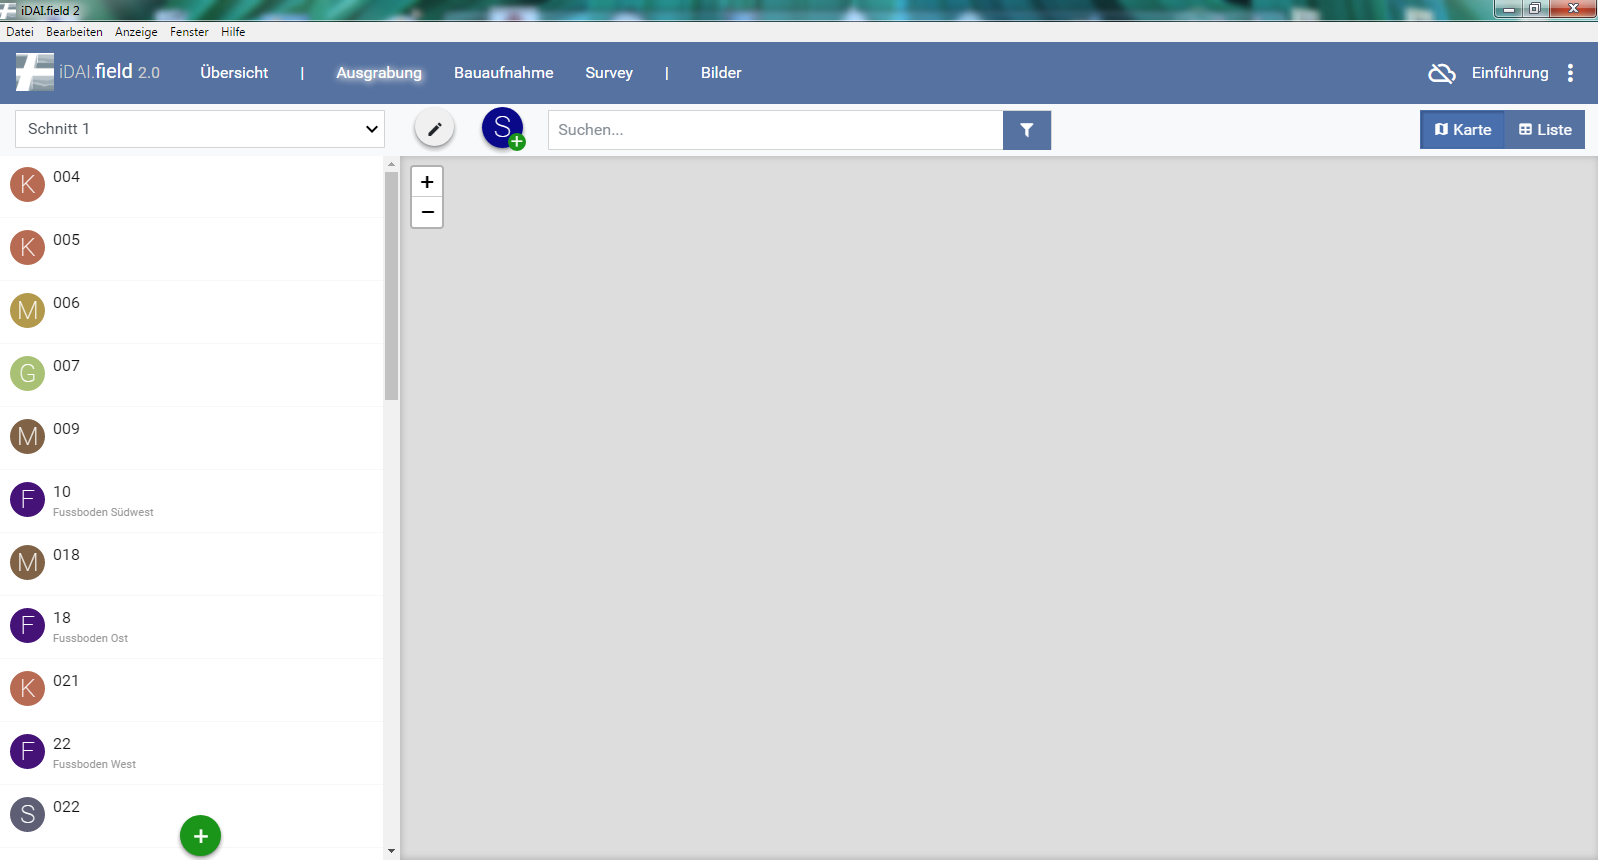 iDAI.field 2
Datei Bearbeiten Anzeige Fenster Hilfe
iDAI.field 2.0 Übersicht | Ausgrabung Bauaufnahme Survey | Bilder Einführung
Schnitt 1 S Suchen... Karte Liste
K 004
K 005
M 006
G 007
M 009
F 10
Fussboden Südwest
M 018
F 18
Fussboden Ost
K 021
F 22
Fussboden West
S 022
+
−
+